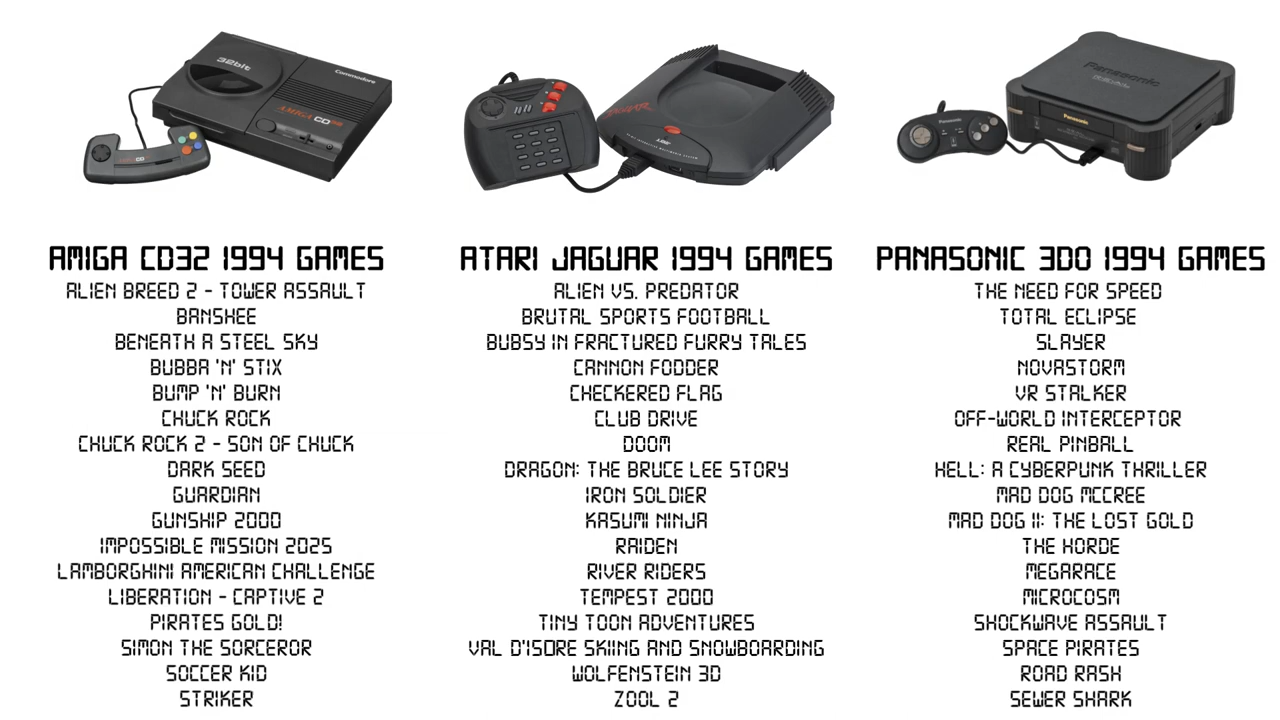 32bit
Commodore
AMIGA CD32
JAGUAR
Panasonic
Panasonic
Panasonic
AMIGA CD32 1994 GAMES
ALIEN BREED 2 - TOWER ASSAULT
BANSHEE
BENEATH A STEEL SKY
BUBBA 'N' STIX
BUMP 'N' BURN
CHUCK ROCK
CHUCK ROCK 2 - SON OF CHUCK
DARK SEED
GUARDIAN
GUNSHIP 2000
IMPOSSIBLE MISSION 2025
LAMBORGHINI AMERICAN CHALLENGE
LIBERATION - CAPTIVE 2
PIRATES GOLD!
SIMON THE SORCEROR
SOCCER KID
STRIKER
ATARI JAGUAR 1994 GAMES
ALIEN VS. PREDATOR
BRUTAL SPORTS FOOTBALL
BUBSY IN FRACTURED FURRY TALES
CANNON FODDER
CHECKERED FLAG
CLUB DRIVE
DOOM
DRAGON: THE BRUCE LEE STORY
IRON SOLDIER
KASUMI NINJA
RAIDEN
RIVER RIDERS
TEMPEST 2000
TINY TOON ADVENTURES
VAL D'ISORE SKIING AND SNOWBOARDING
WOLFENSTEIN 3D
ZOOL 2
PANASONIC 3DO 1994 GAMES
THE NEED FOR SPEED
TOTAL ECLIPSE
SLAYER
NOVASTORM
VR STALKER
OFF-WORLD INTERCEPTOR
REAL PINBALL
HELL: A CYBERPUNK THRILLER
MAD DOG MCCREE
MAD DOG II: THE LOST GOLD
THE HORDE
MEGARACE
MICROCOSM
SHOCKWAVE ASSAULT
SPACE PIRATES
ROAD RASH
SEWER SHARK